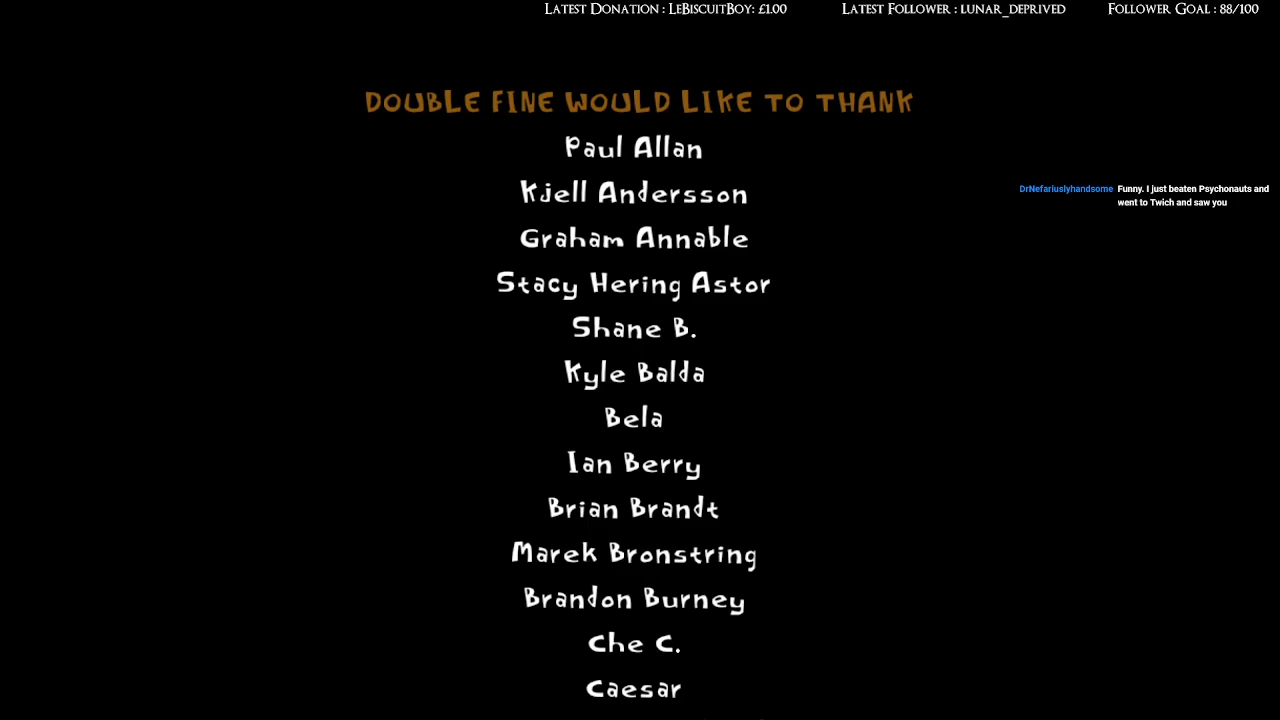 Latest Donation : LeBiscuitBoy: £1.00 Latest Follower : lunar_deprived Follower Goal : 88/100
DOUBLE FINE WOULD LIKE TO THANK
Paul Allan
Kjell Andersson
DrNefariuslyhandsome Funny. I just beaten Psychonauts and
went to Twich and saw you
Graham Annable
Stacy Hering Astor
Shane B.
Kyle Balda
Bela
Ian Berry
Brian Brandt
Marek Bronstring
Brandon Burney
Che C.
Caesar